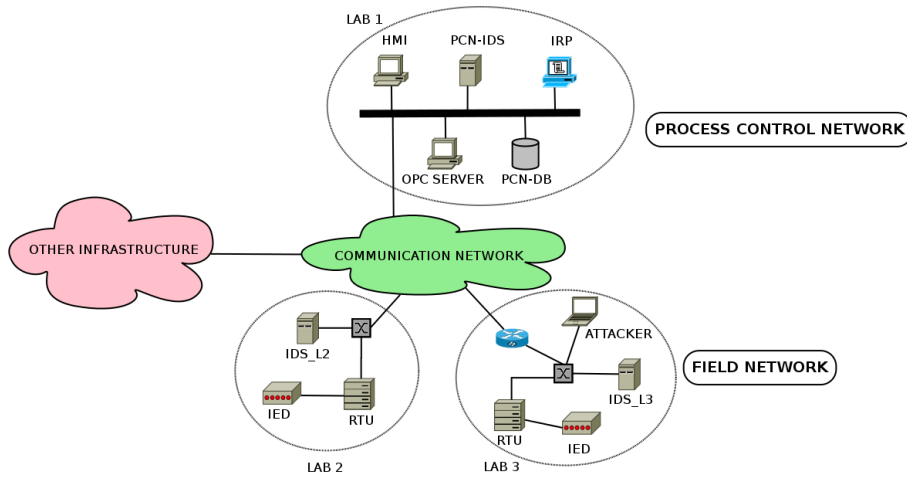 LAB 1
HMI
PCN-IDS
IRP
PROCESS CONTROL NETWORK
OPC SERVER
PCN-DB
OTHER INFRASTRUCTURE
COMMUNICATION NETWORK
ATTACKER
IDS_L2
FIELD NETWORK
IDS_L3
IED
RTU
RTU
IED
LAB 2
LAB 3